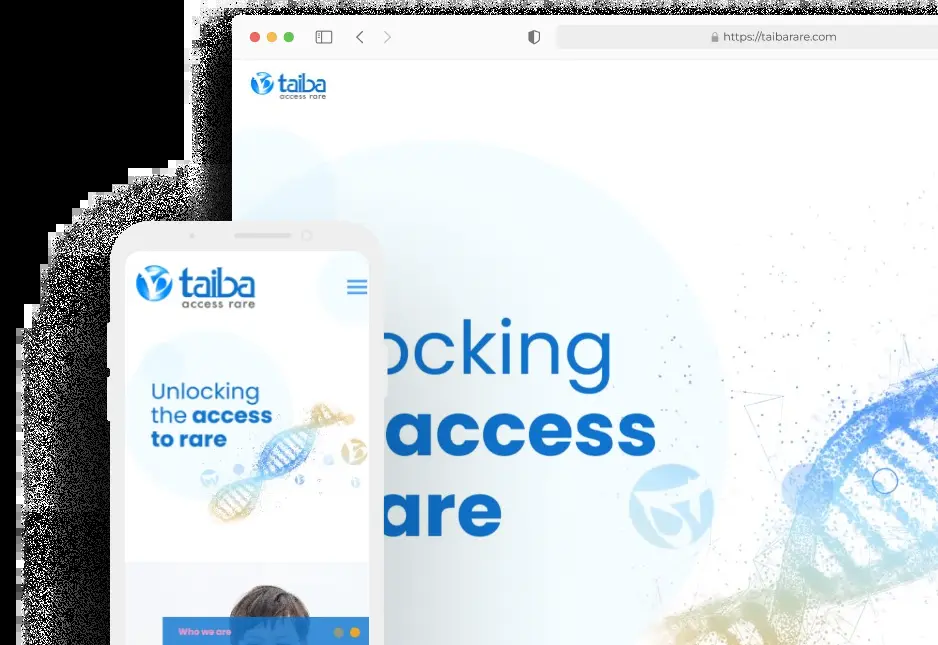 https://taibarare.com
taiba
access rare
taiba
access rare
Unlocking
the access
to rare
Who we are
ocking
access
are